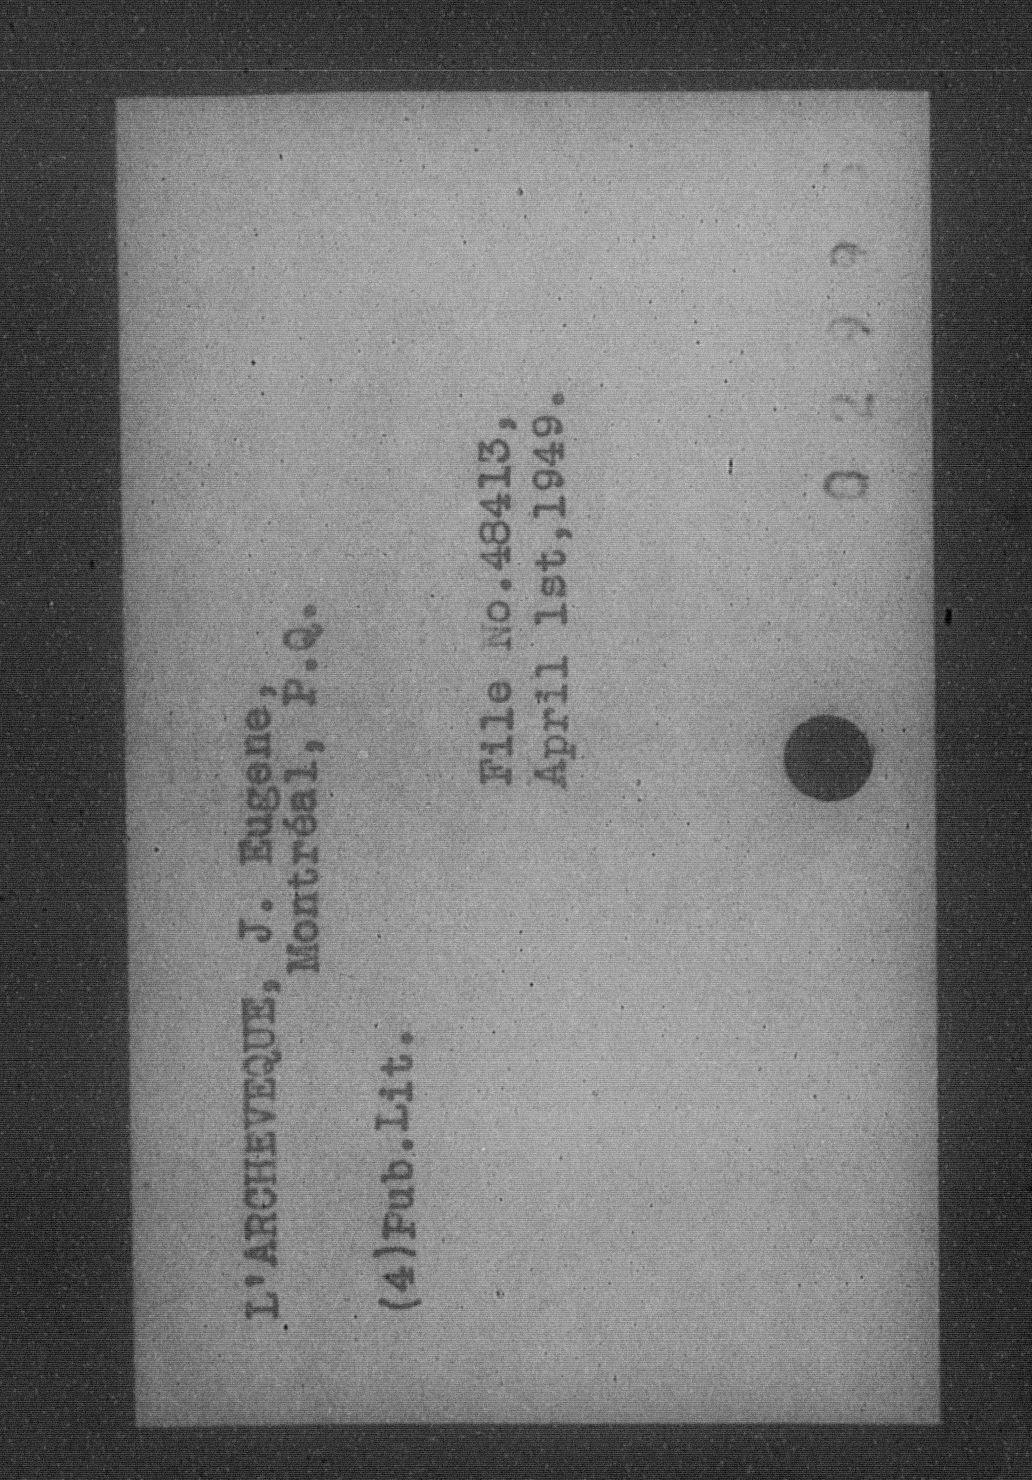 L'ARCHEVEQUE, J. Eugene,
Montréal, P.Q.
(4)Pub.Lit.
File No.48413,
April 1st,1949.